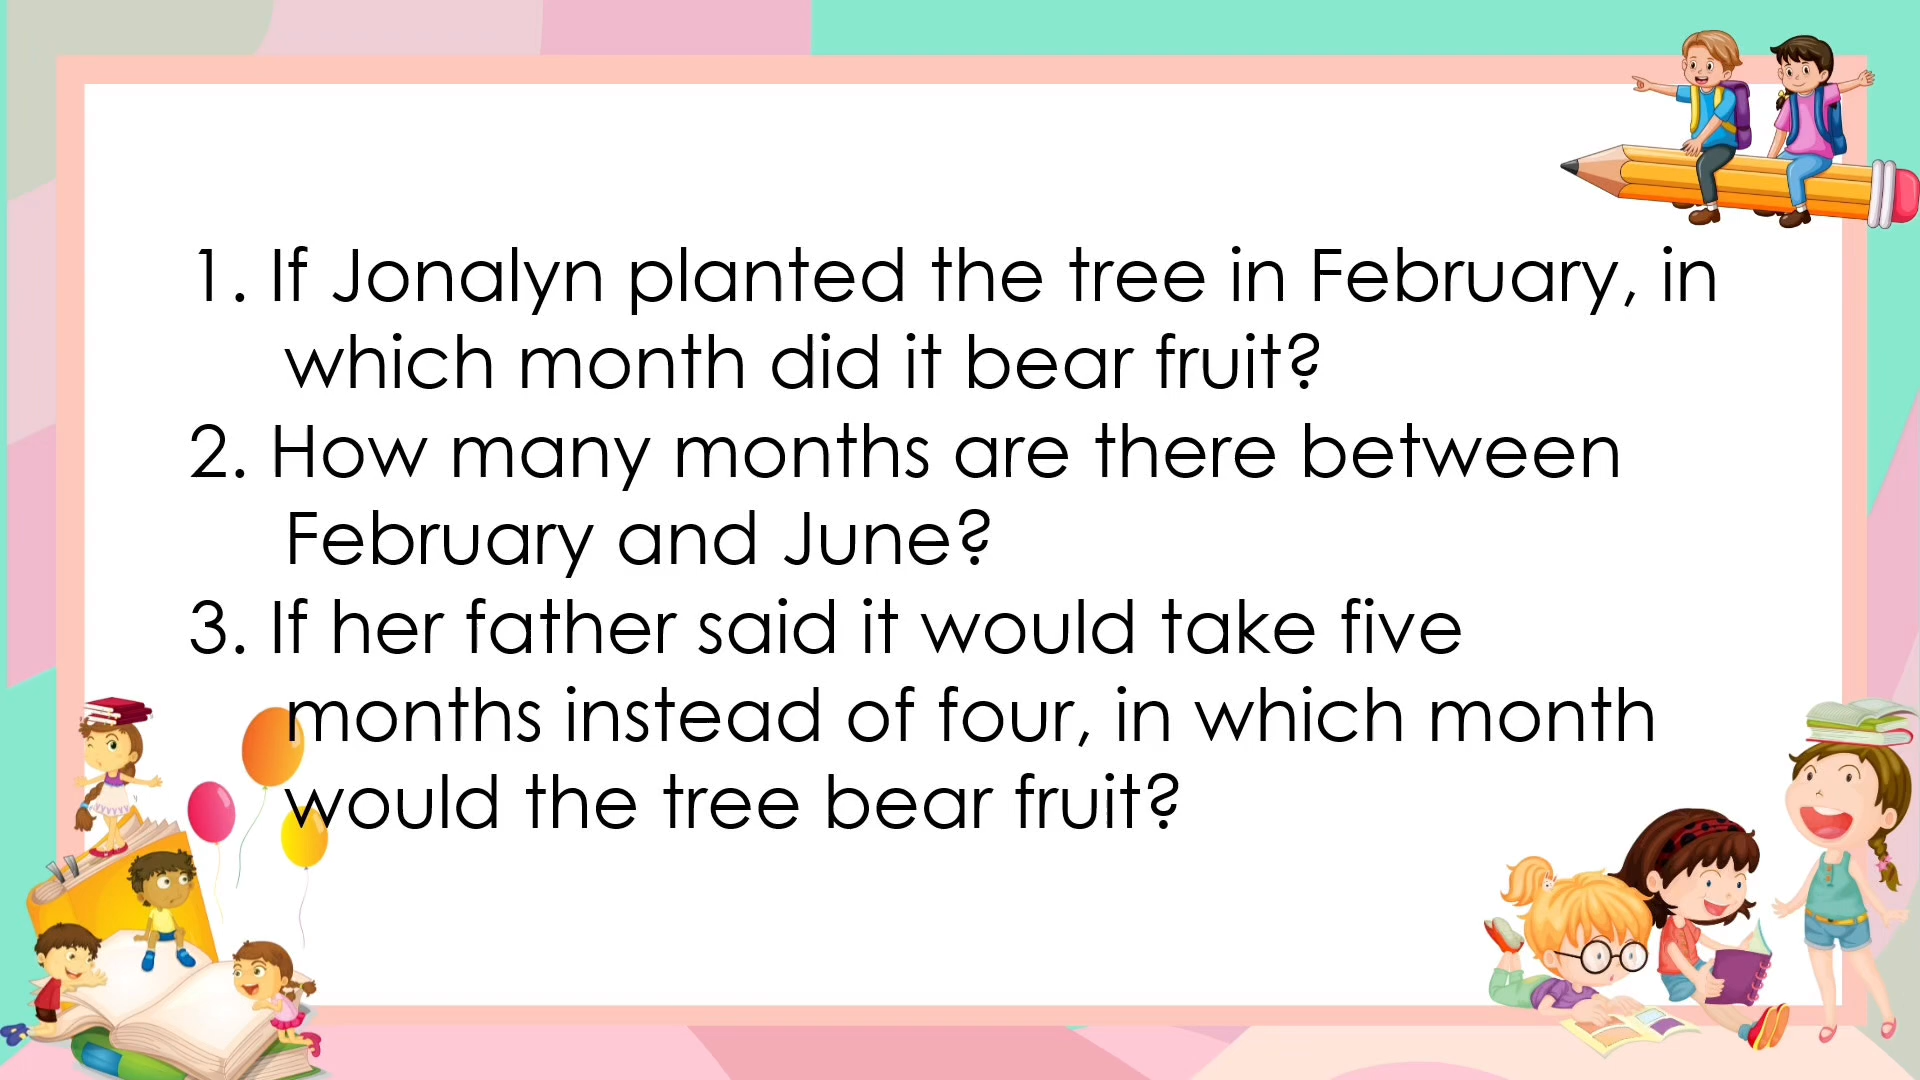 1. If Jonalyn planted the tree in February, in
which month did it bear fruit?
2. How many months are there between
February and June?
3. If her father said it would take five
months instead of four, in which month
would the tree bear fruit?